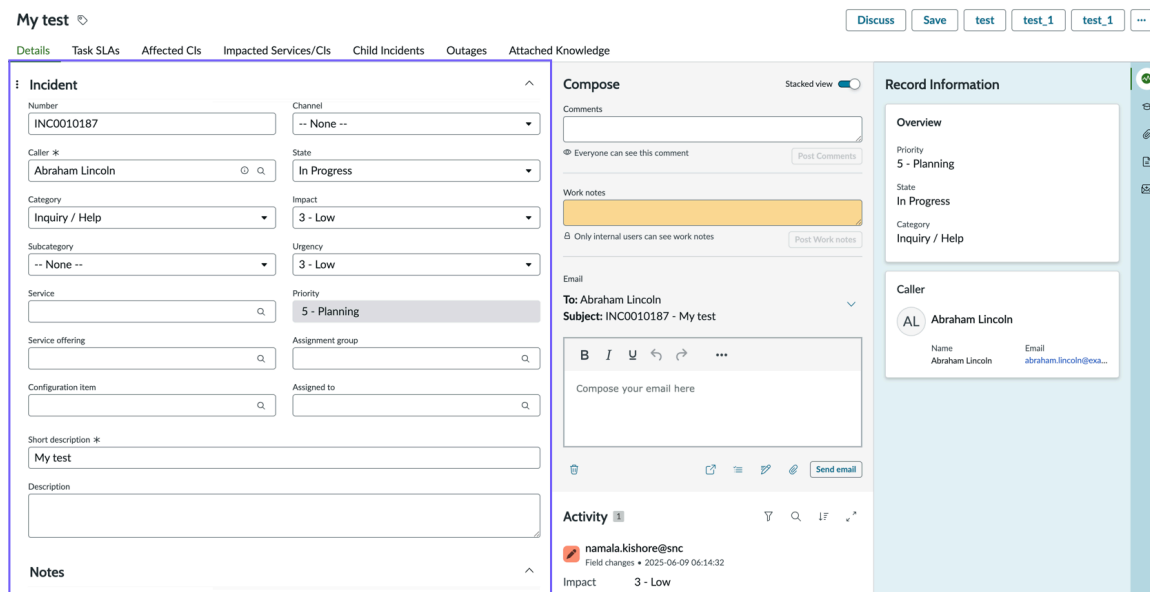 My test
Discuss
Save
test
test_1
test_1
Details
Task SLAs
Affected CIs
Impacted Services/CIs
Child Incidents
Outages
Attached Knowledge
Incident
Number
INC0010187
Channel
-- None --
Caller
Abraham Lincoln
State
In Progress
Category
Inquiry / Help
Impact
3 - Low
Subcategory
-- None --
Urgency
3 - Low
Service
Priority
5 - Planning
Service offering
Assignment group
Configuration item
Assigned to
Short description
My test
Description
Notes
Compose
Stacked view
Comments
Everyone can see this comment
Post Comments
Work notes
Only internal users can see work notes
Post Work notes
Email
To: Abraham Lincoln
Subject: INC0010187 - My test
B I U
Compose your email here
Send email
Activity 1
namala.kishore@snc
Field changes • 2025-06-09 06:14:32
Impact 3 - Low
Record Information
Overview
Priority
5 - Planning
State
In Progress
Category
Inquiry / Help
Caller
AL
Abraham Lincoln
Name
Abraham Lincoln
Email
abraham.lincoln@exa...